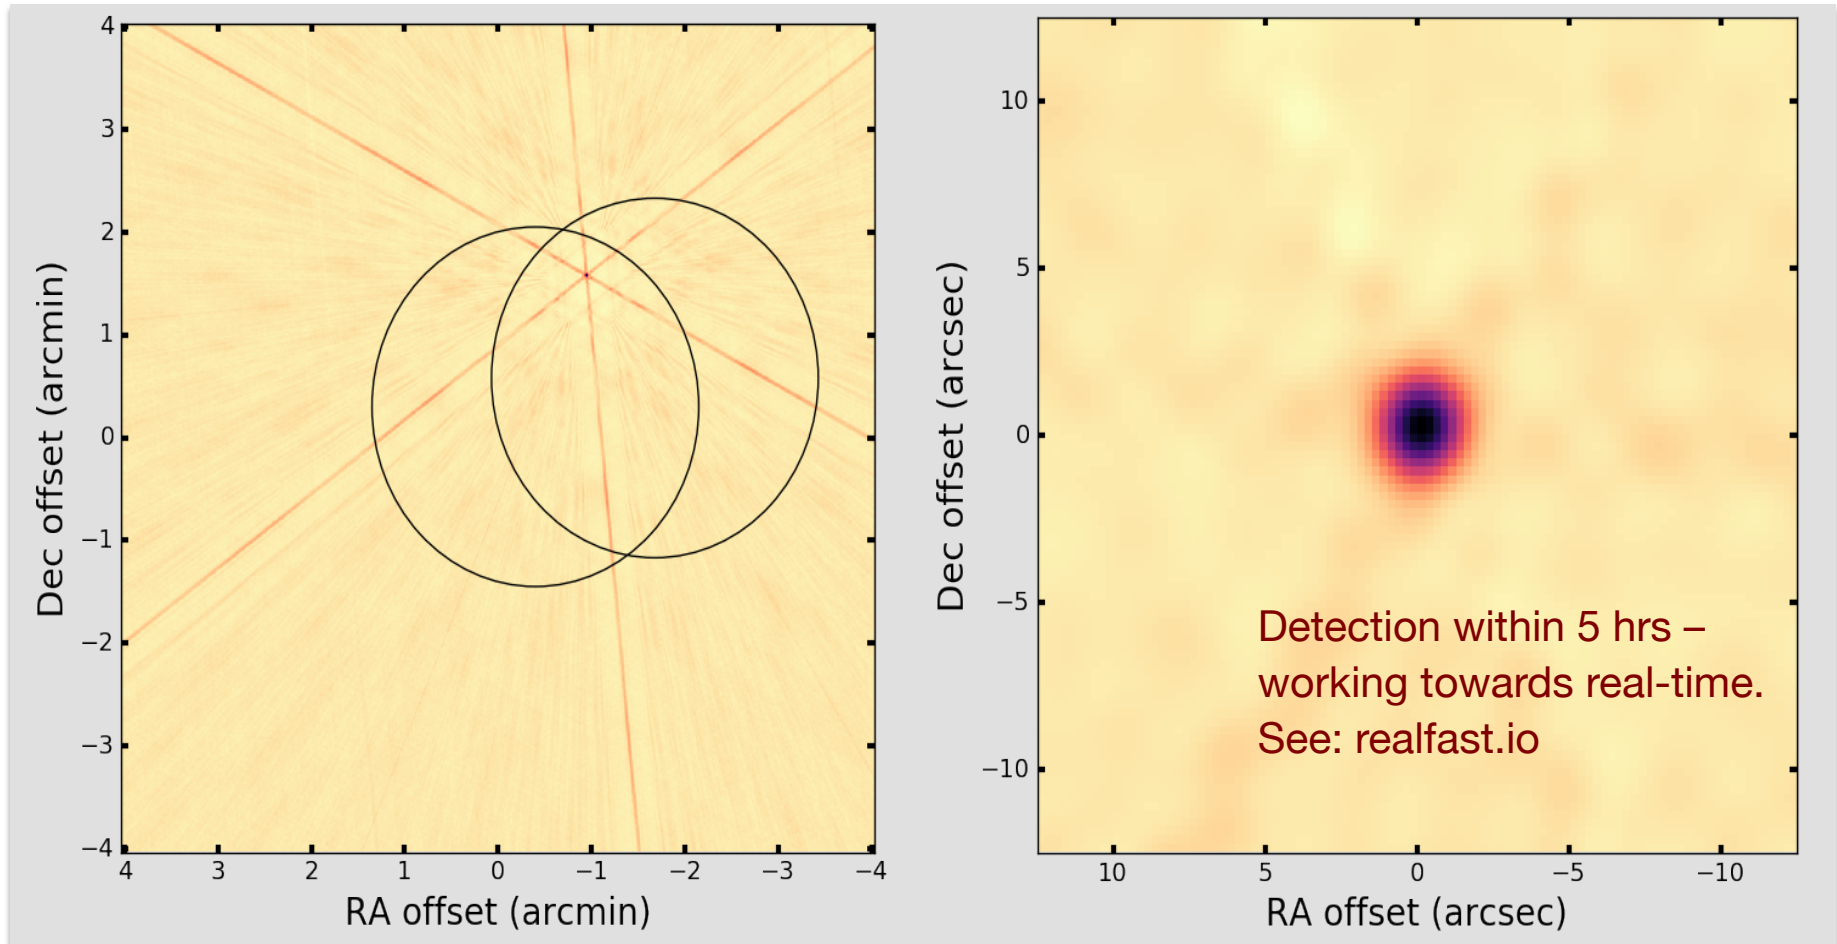 4
3
2
1
0
−1
−2
−3
−4
Dec offset (arcmin)
4 3 2 1 0 −1 −2 −3 −4
RA offset (arcmin)
10
5
0
−5
−10
Dec offset (arcsec)
Detection within 5 hrs –
working towards real-time.
See: realfast.io
10 5 0 −5 −10
RA offset (arcsec)